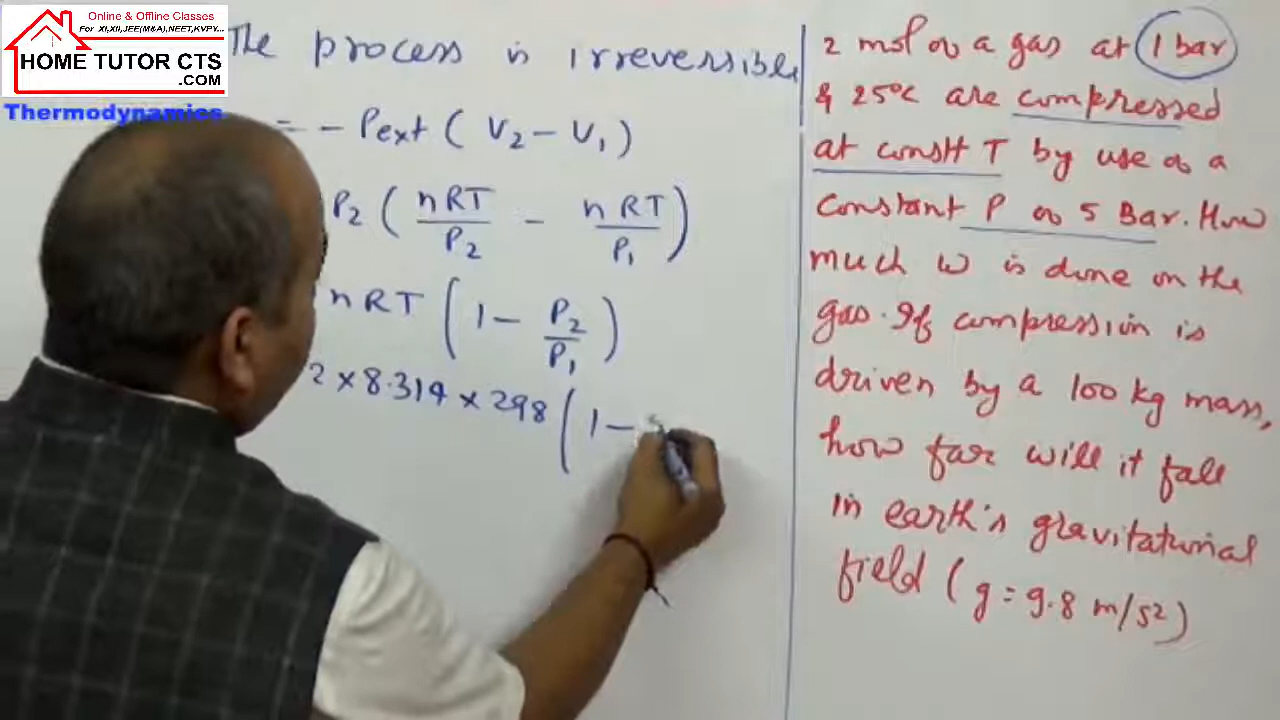 Online & Offline Classes
For XI,XII,JEE(M&A),NEET,KVPY...
HOME TUTOR CTS
.COM
Thermodynamics
The process is irreversible
= - Pext ( V2 - V1 )
P2 ( nRT/P2 - nRT/P1 )
nRT ( 1 - P2/P1 )
2 × 8.314 × 298 ( 1 - 5
2 mol of a gas at 1 bar
& 25°C are compressed
at constt T by use of a
constant P of 5 Bar. How
much W is done on the
gas. If compression is
driven by a 100 kg mass,
how far will it fall
in earth's gravitational
field ( g = 9.8 m/s2 )